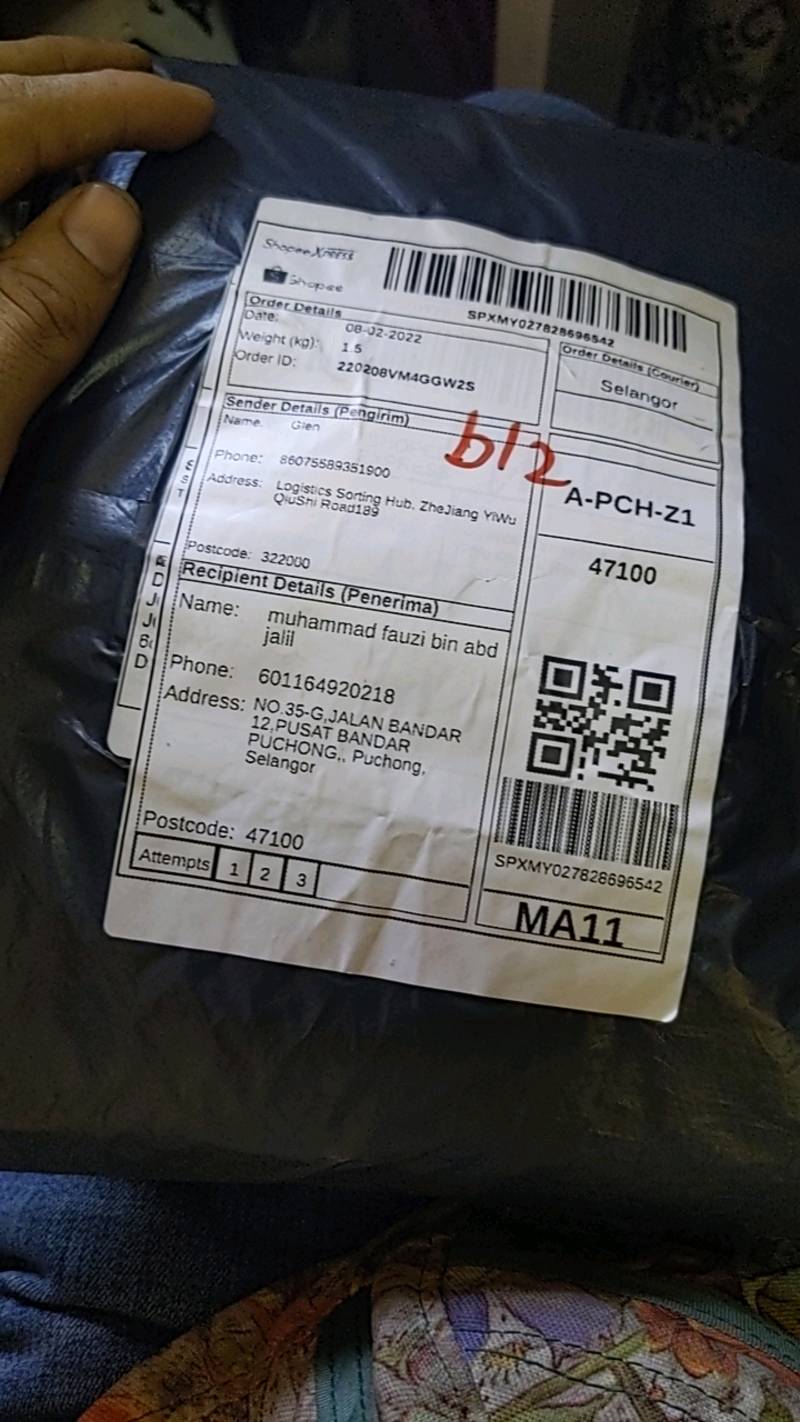 Shopee Xpress
Shopee
SPXMY027828696542
Order Details
Date: 08-02-2022
Weight (kg): 1.5
Order ID: 220208VM4GGW2S
Order Details (Courier)
Selangor
Sender Details (Pengirim)
Name: Glen
Phone: 86075589351900
Address: Logistics Sorting Hub, ZheJiang YiWu
QiuShi Road189
Postcode: 322000
b12
A-PCH-Z1
47100
Recipient Details (Penerima)
Name: muhammad fauzi bin abd
jalil
Phone: 601164920218
Address: NO.35-G,JALAN BANDAR
12,PUSAT BANDAR
PUCHONG,, Puchong,
Selangor
Postcode: 47100
Attempts 1 2 3
SPXMY027828696542
MA11